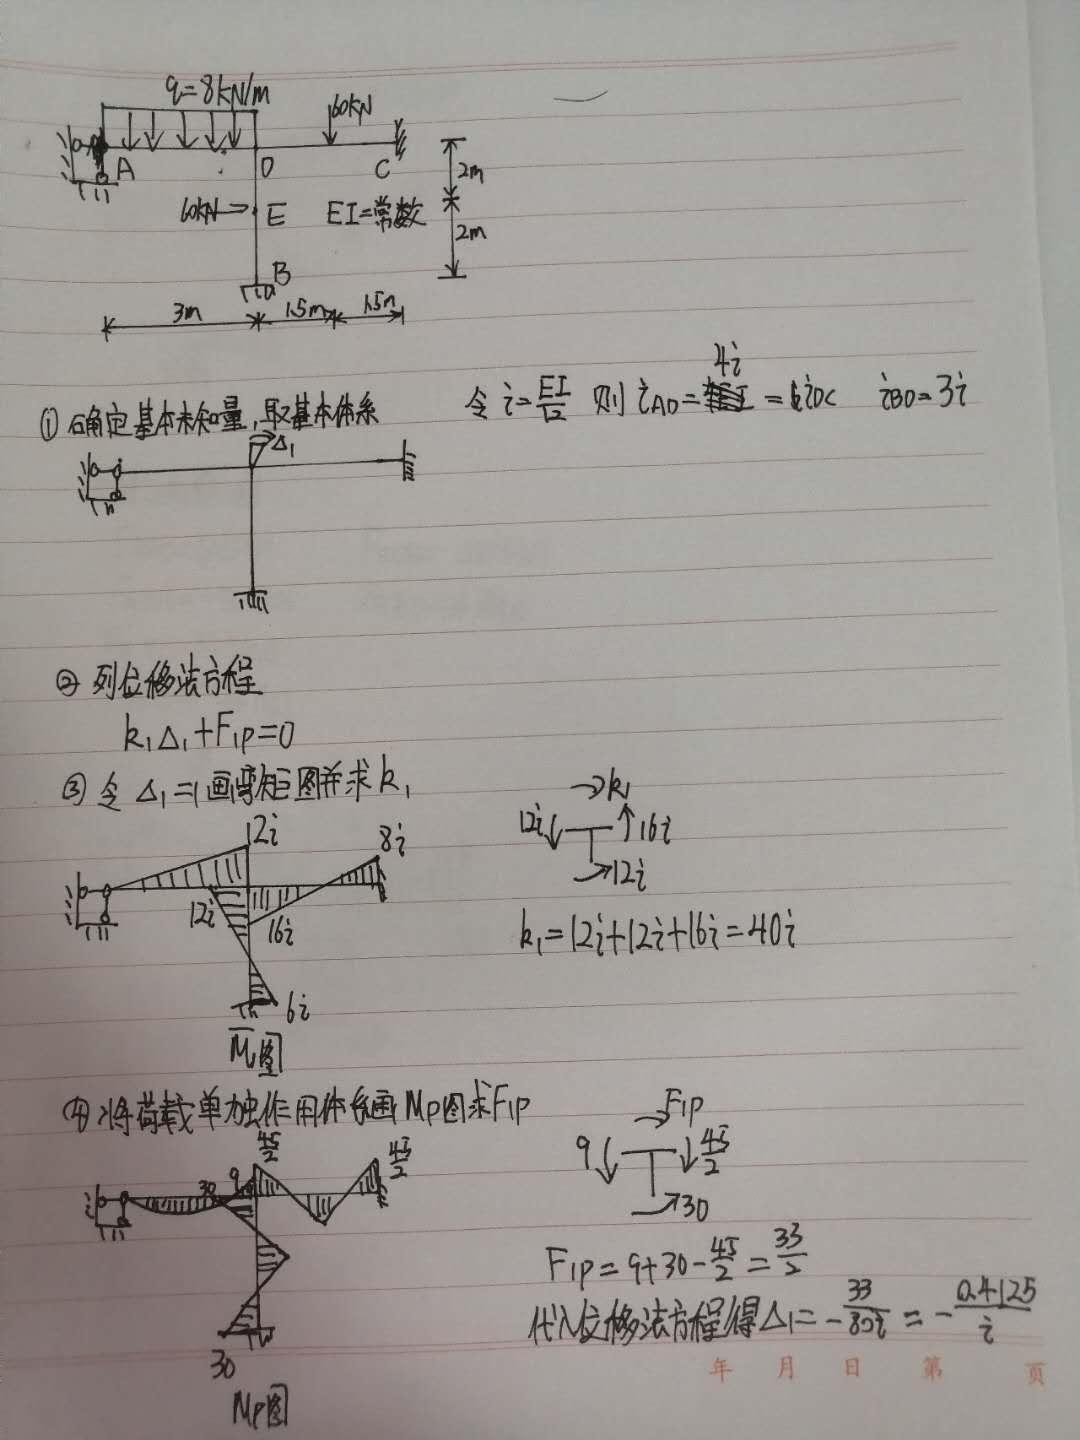 q=8kN/m
60kN
A
D
C
2m
60kN
E
EI=常数
2m
B
3m
1.5m
1.5m
4i
令 i=EI/12 则 iAD= =iDC iBD=3i
① 确定基本未知量,取基本体系
Δ1
② 列位移法方程
k1Δ1+F1P=0
③ 令 Δ1=1画弯矩图并求k1
k1
12i
16i
12i
12i
8i
12i
16i
6i
k1=12i+12i+16i=40i
M1图
④ 将荷载单独作用体系画MP图求F1P
F1P
9
45/2
30
45/2
45/2
9
30
30
F1P=9+30-45/2=33/2
代入位移法方程得Δ1=-33/80i=-0.4125/i
MP图
年 月 日 第 页